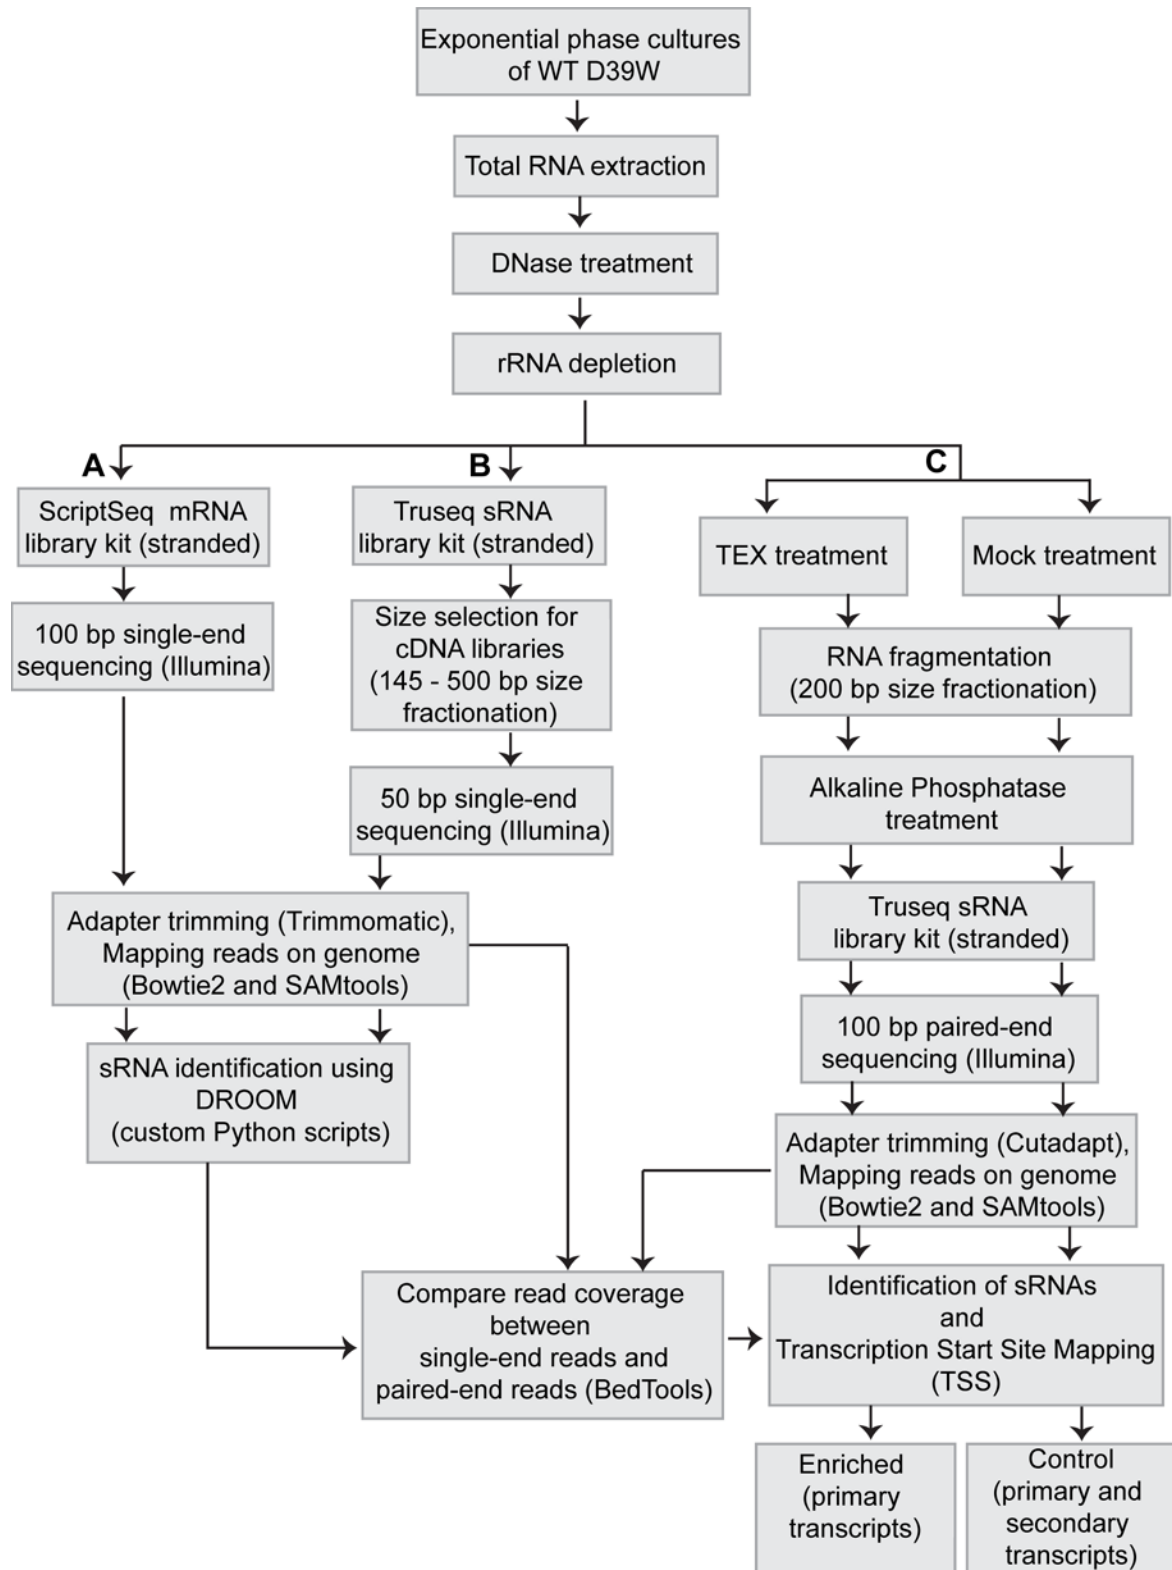 Exponential phase cultures
of WT D39W
Total RNA extraction
DNase treatment
rRNA depletion
A
B
C
ScriptSeq mRNA
library kit (stranded)
Truseq sRNA
library kit (stranded)
TEX treatment
Mock treatment
100 bp single-end
sequencing (Illumina)
Size selection for
cDNA libraries
(145 - 500 bp size
fractionation)
RNA fragmentation
(200 bp size fractionation)
50 bp single-end
sequencing (Illumina)
Alkaline Phosphatase
treatment
Adapter trimming (Trimmomatic),
Mapping reads on genome
(Bowtie2 and SAMtools)
Truseq sRNA
library kit (stranded)
sRNA identification using
DROOM
(custom Python scripts)
100 bp paired-end
sequencing (Illumina)
Adapter trimming (Cutadapt),
Mapping reads on genome
(Bowtie2 and SAMtools)
Compare read coverage
between
single-end reads and
paired-end reads (BedTools)
Identification of sRNAs
and
Transcription Start Site Mapping
(TSS)
Enriched
(primary
transcripts)
Control
(primary and
secondary
transcripts)